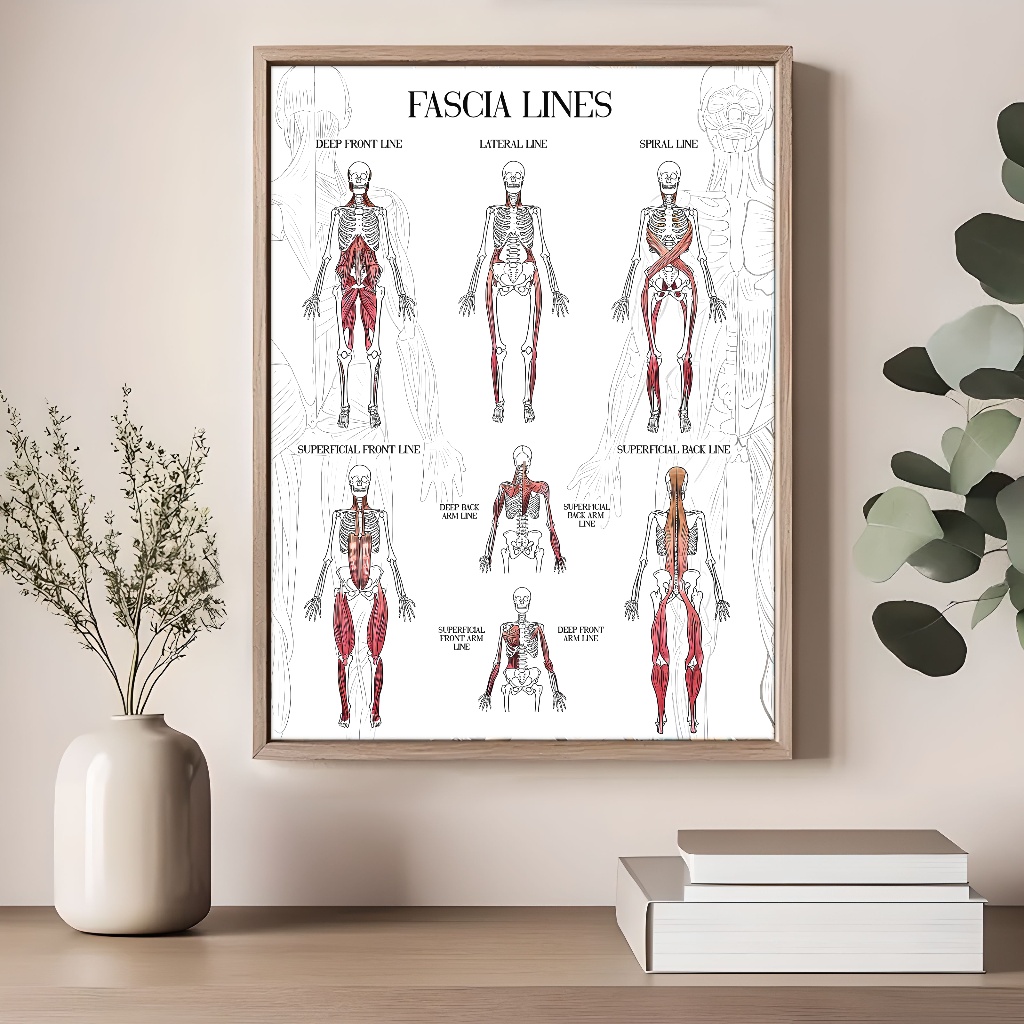 FASCIA LINES
DEEP FRONT LINE
LATERAL LINE
SPIRAL LINE
SUPERFICIAL FRONT LINE
SUPERFICIAL BACK LINE
DEEP BACK
ARM LINE
SUPERFICIAL
BACK ARM
LINE
SUPERFICIAL
FRONT ARM
LINE
DEEP FRONT
ARM LINE